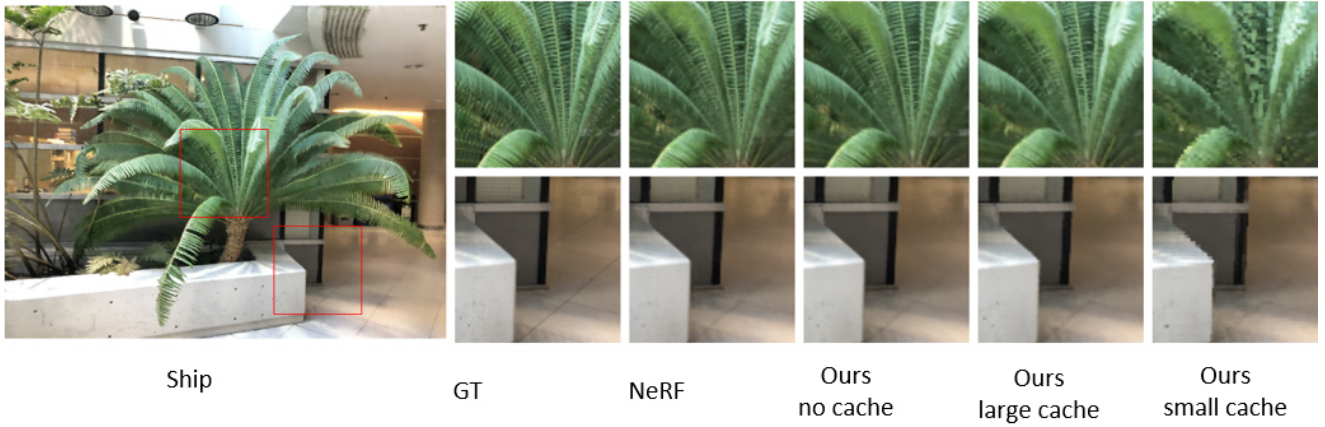 Ship
GT
NeRF
Ours
no cache
Ours
large cache
Ours
small cache